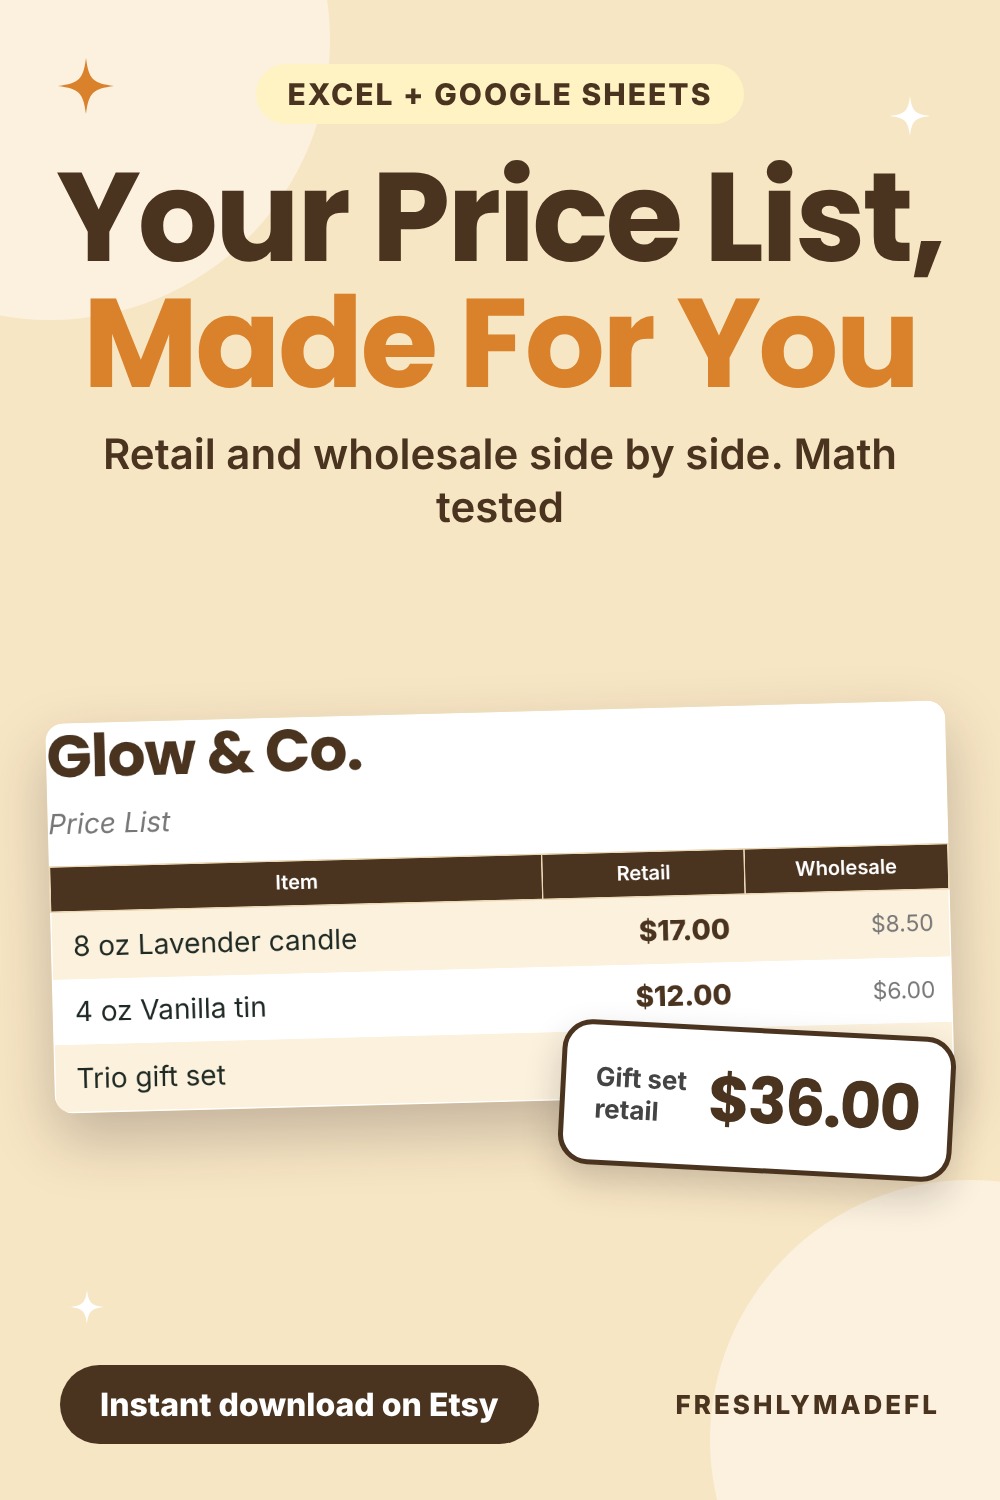 EXCEL + GOOGLE SHEETS
Your Price List,
Made For You
Retail and wholesale side by side. Math
tested
Glow & Co.
Price List
Item Retail Wholesale
8 oz Lavender candle $17.00 $8.50
4 oz Vanilla tin $12.00 $6.00
Trio gift set
Gift set
retail
$36.00
Instant download on Etsy
FRESHLYMADEFL